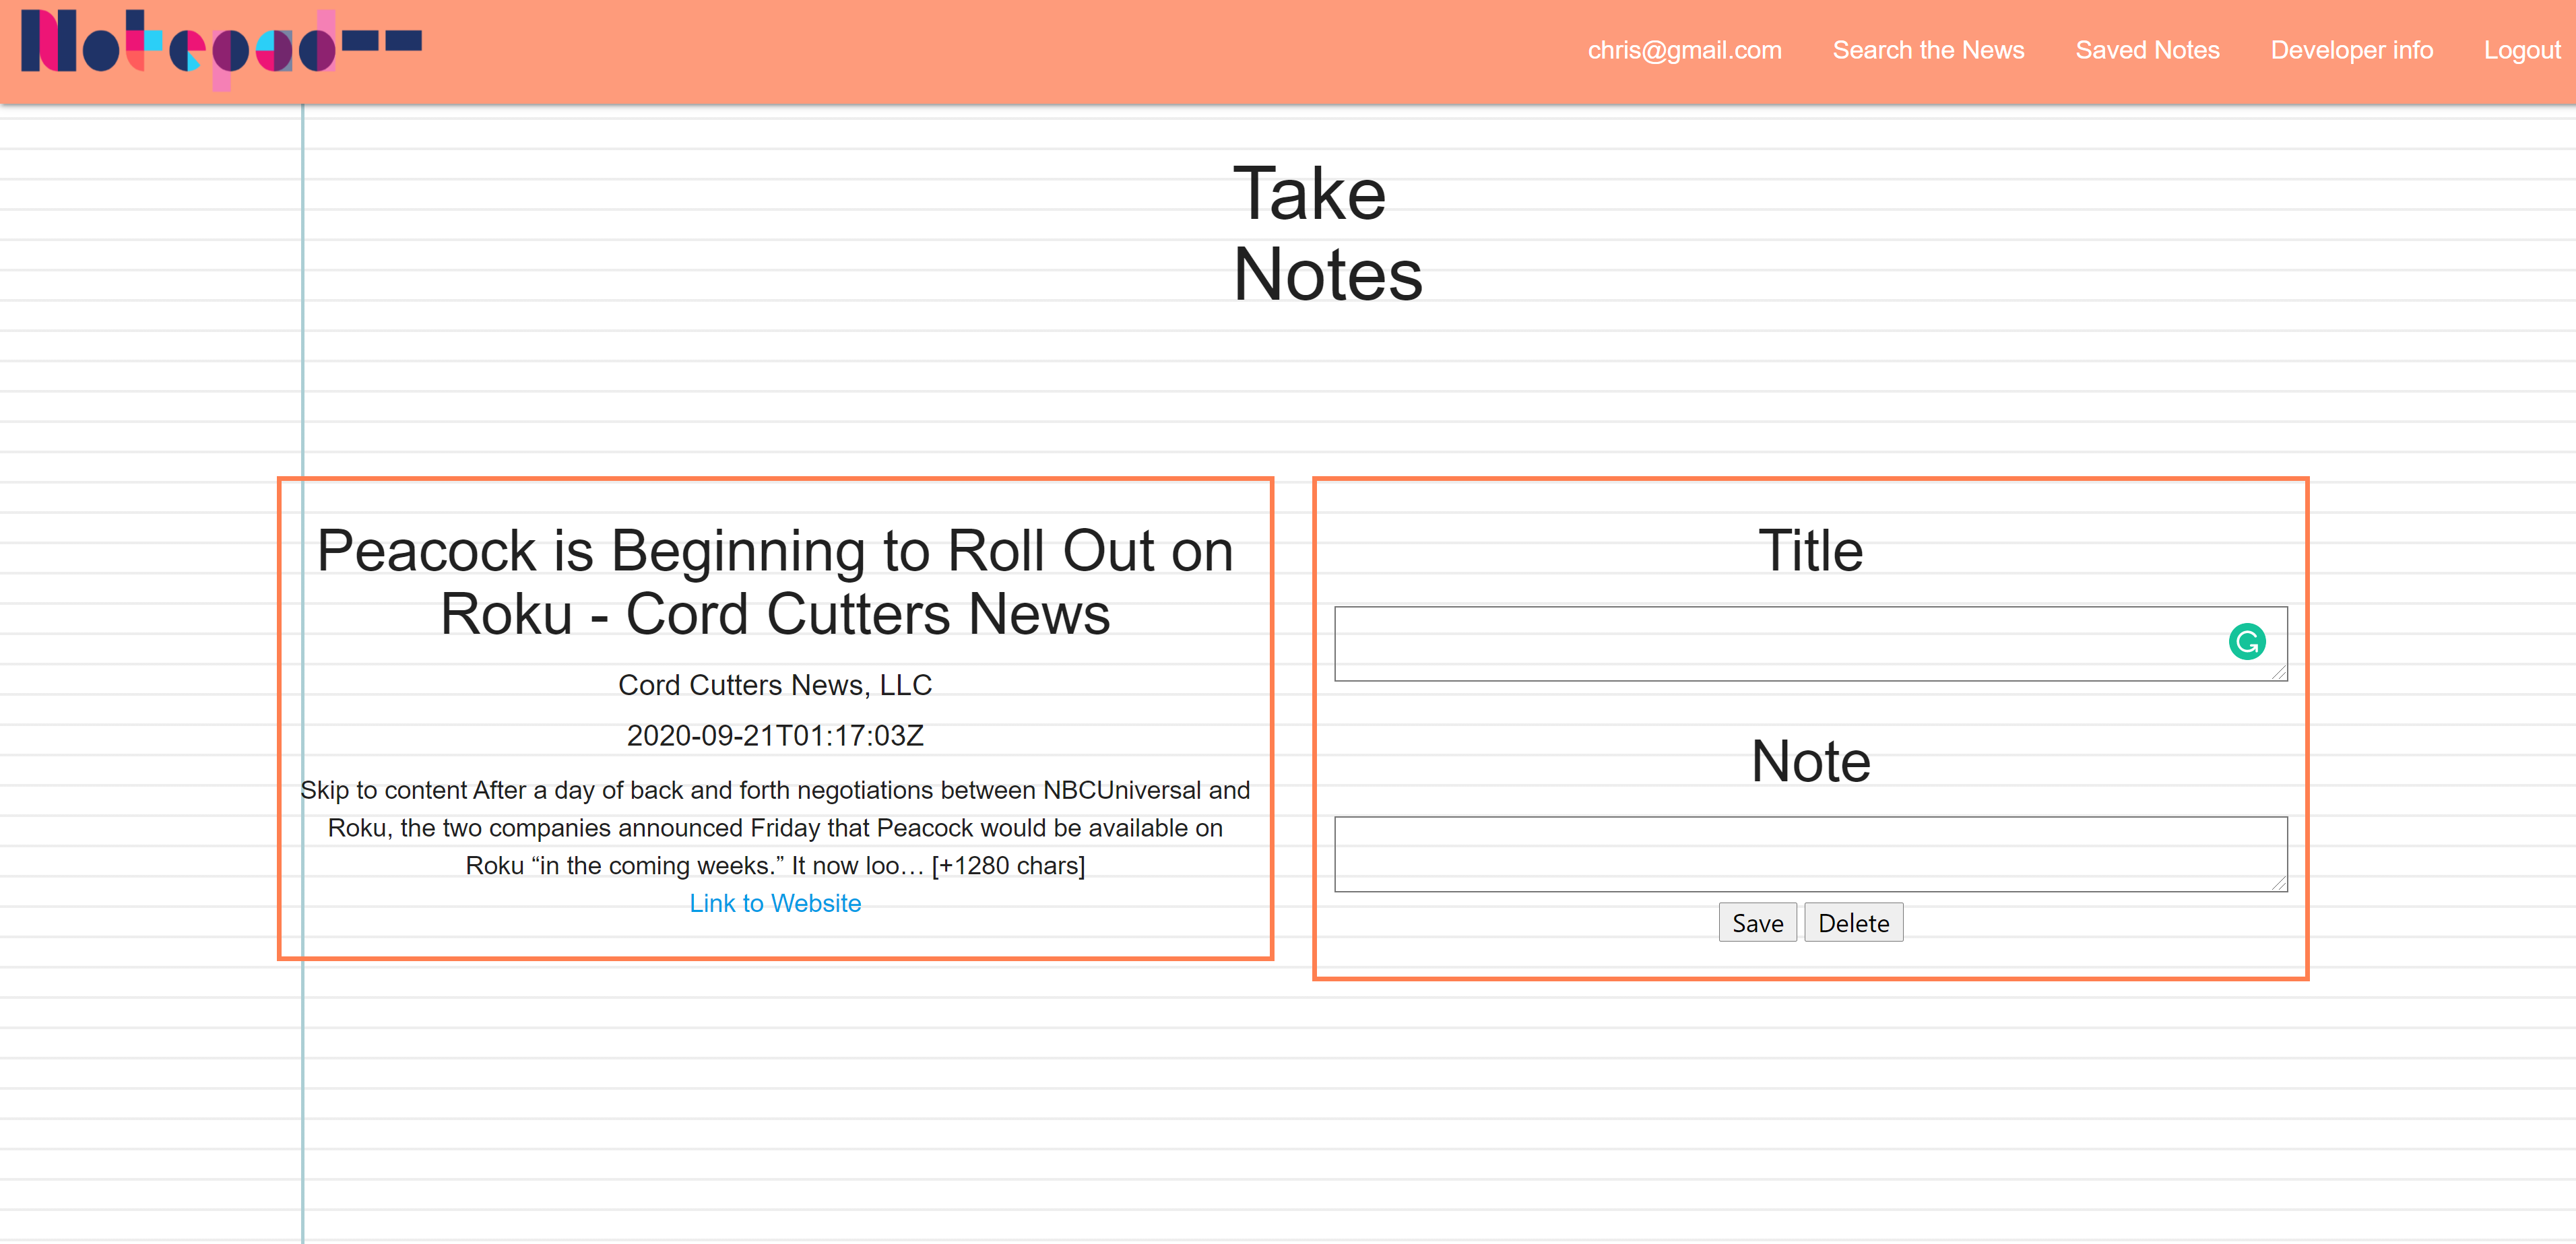 Notepad--
chris@gmail.com Search the News Saved Notes Developer info Logout
Take
Notes
Peacock is Beginning to Roll Out on
Roku - Cord Cutters News
Cord Cutters News, LLC
2020-09-21T01:17:03Z
Skip to content After a day of back and forth negotiations between NBCUniversal and
Roku, the two companies announced Friday that Peacock would be available on
Roku “in the coming weeks.” It now loo… [+1280 chars]
Link to Website
Title
Note
Save Delete